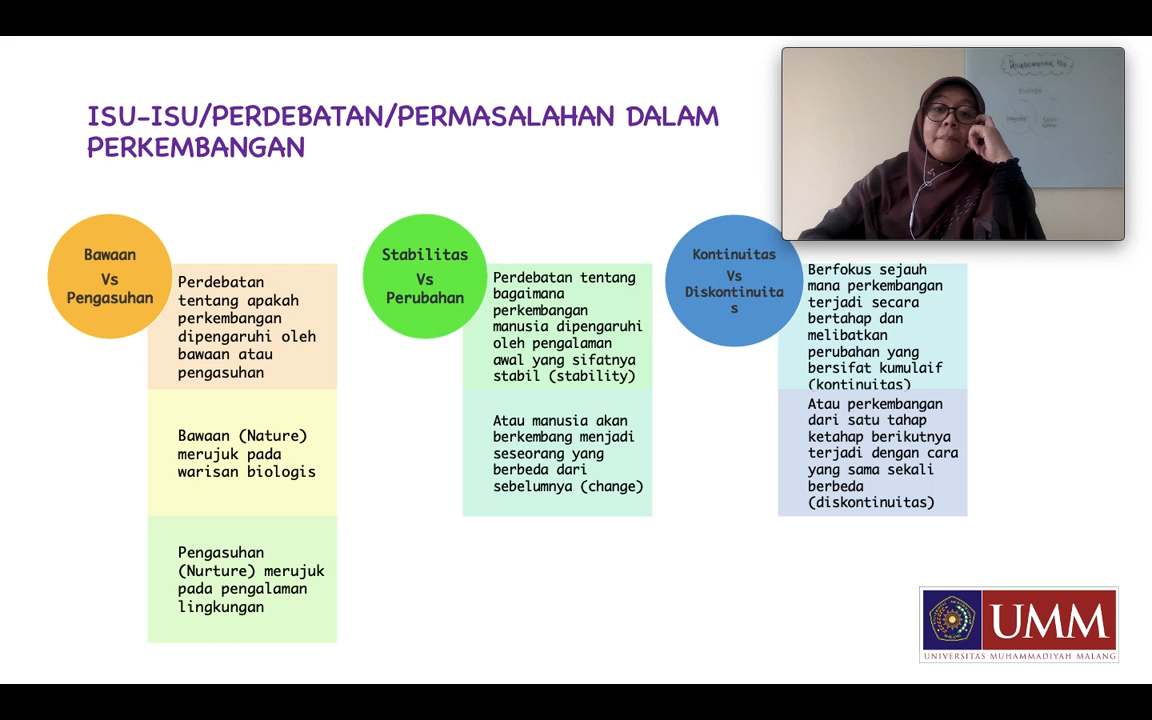 ISU-ISU/PERDEBATAN/PERMASALAHAN DALAM
PERKEMBANGAN
Bawaan
Vs
Pengasuhan
Perdebatan
tentang apakah
perkembangan
dipengaruhi oleh
bawaan atau
pengasuhan
Bawaan (Nature)
merujuk pada
warisan biologis
Pengasuhan
(Nurture) merujuk
pada pengalaman
lingkungan
Stabilitas
Vs
Perubahan
Perdebatan tentang
bagaimana
perkembangan
manusia dipengaruhi
oleh pengalaman
awal yang sifatnya
stabil (stability)
Atau manusia akan
berkembang menjadi
seseorang yang
berbeda dari
sebelumnya (change)
Kontinuitas
Vs
Diskontinuita
s
Berfokus sejauh
mana perkembangan
terjadi secara
bertahap dan
melibatkan
perubahan yang
bersifat kumulaif
(kontinuitas)
Atau perkembangan
dari satu tahap
ketahap berikutnya
terjadi dengan cara
yang sama sekali
berbeda
(diskontinuitas)
UMM
UNIVERSITAS MUHAMMADIYAH MALANG